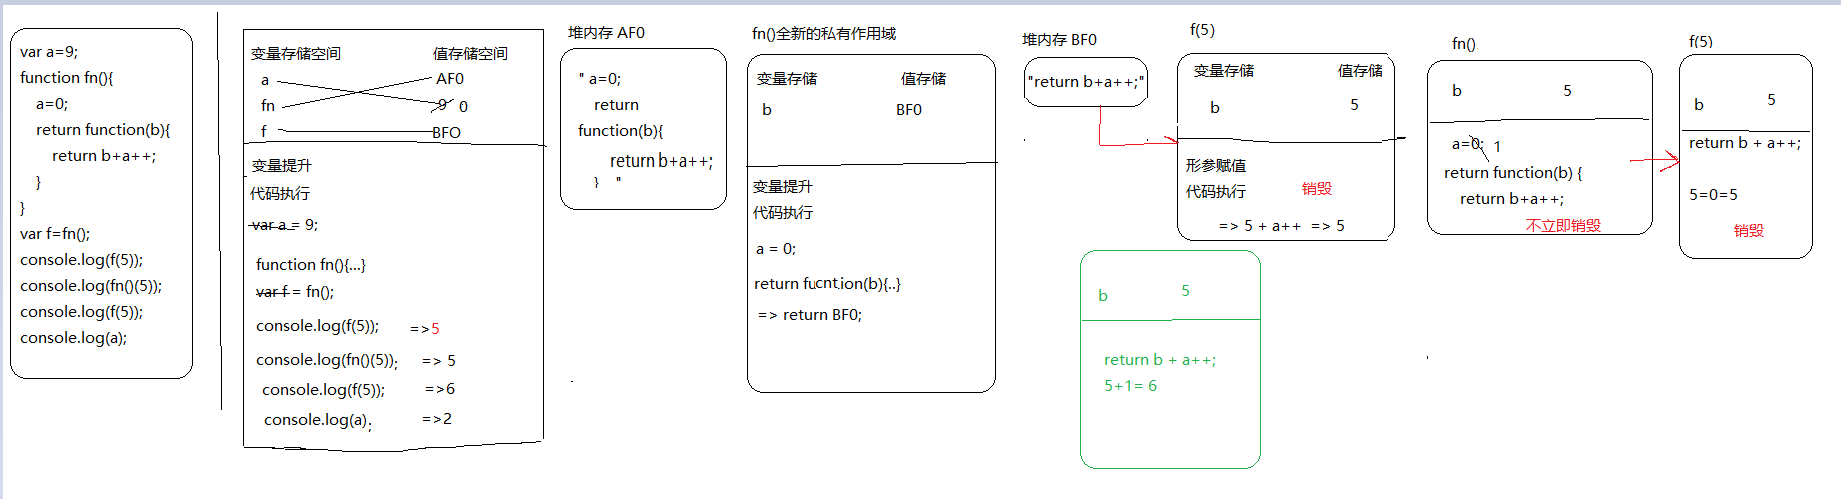 var a=9;
function fn(){
a=0;
return function(b){
return b+a++;
}
}
var f=fn();
console.log(f(5));
console.log(fn()(5));
console.log(f(5));
console.log(a);
变量存储空间 值存储空间
a AF0
fn 9 0
f BFO
变量提升
代码执行
var a = 9;
function fn(){...}
var f = fn();
console.log(f(5)); =>5
console.log(fn()(5)); => 5
console.log(f(5)); =>6
console.log(a); =>2
堆内存 AF0
" a=0;
return
function(b){
return b+a++;
} "
fn()全新的私有作用域
变量存储 值存储
b BF0
变量提升
代码执行
a = 0;
return fucntion(b){..}
=> return BF0;
堆内存 BF0
"return b+a++;"
f(5)
变量存储 值存储
b 5
形参赋值
代码执行 销毁
=> 5 + a++ => 5
b 5
return b + a++;
5+1= 6
fn()
b 5
a=0; 1
return function(b) {
return b+a++;
不立即销毁
f(5)
b 5
return b + a++;
5=0=5
销毁